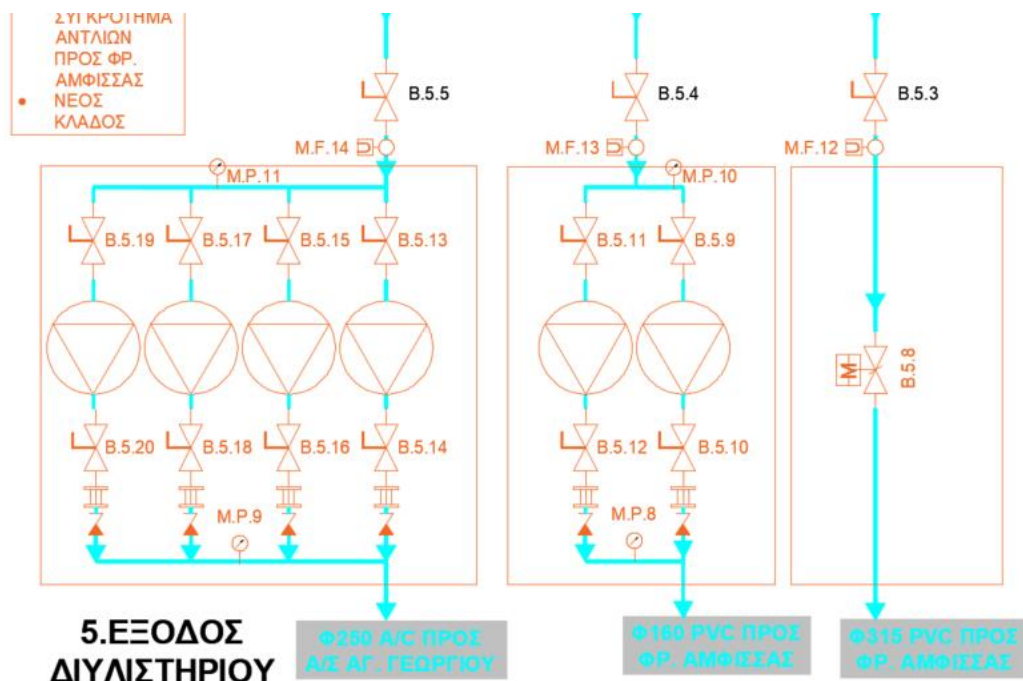 ΣΥΓΚΡΟΤΗΜΑ
ΑΝΤΛΙΩΝ
ΠΡΟΣ ΦΡ.
ΑΜΦΙΣΣΑΣ
• ΝΕΟΣ
ΚΛΑΔΟΣ
B.5.5
B.5.4
B.5.3
M.F.14
M.F.13
M.F.12
M.P.11
M.P.10
B.5.19
B.5.17
B.5.15
B.5.13
B.5.11
B.5.9
M
B.5.8
B.5.20
B.5.18
B.5.16
B.5.14
B.5.12
B.5.10
M.P.9
M.P.8
5.ΕΞΟΔΟΣ
ΔΙΥΛΙΣΤΗΡΙΟΥ
Φ250 A/C ΠΡΟΣ
Α/Σ ΑΓ. ΓΕΩΡΓΙΟΥ
Φ160 PVC ΠΡΟΣ
ΦΡ. ΑΜΦΙΣΣΑΣ
Φ315 PVC ΠΡΟΣ
ΦΡ. ΑΜΦΙΣΣΑΣ